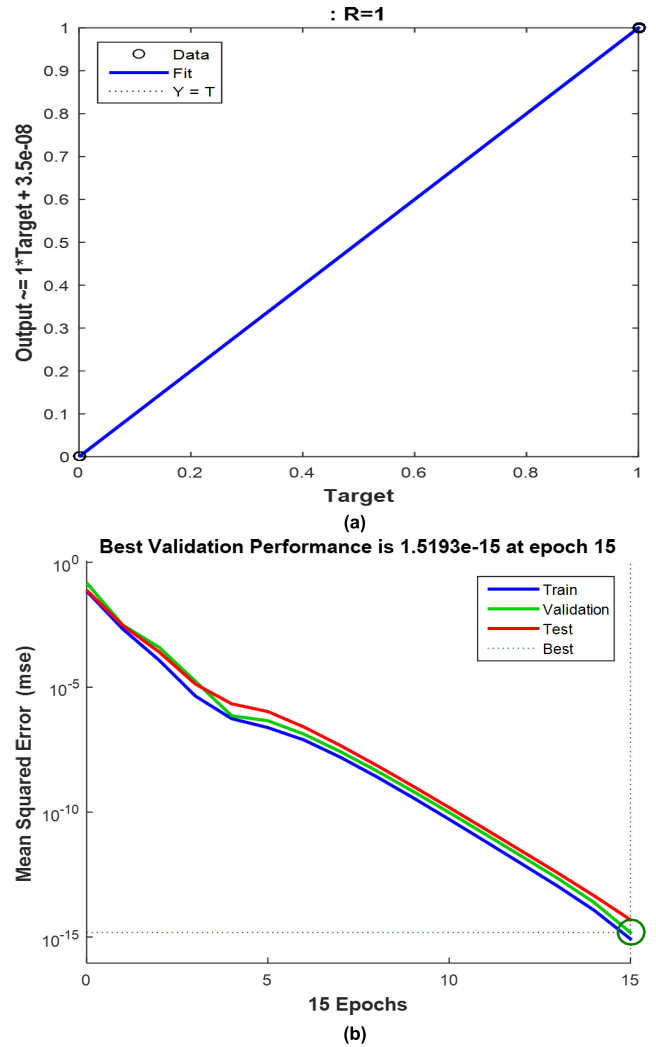 : R=1
Data
Fit
Y = T
Output ~= 1*Target + 3.5e-08
1
0.9
0.8
0.7
0.6
0.5
0.4
0.3
0.2
0.1
0
0 0.2 0.4 0.6 0.8 1
Target
(a)
Best Validation Performance is 1.5193e-15 at epoch 15
Train
Validation
Test
Best
Mean Squared Error (mse)
10^0
10^-5
10^-10
10^-15
0 5 10 15
15 Epochs
(b)